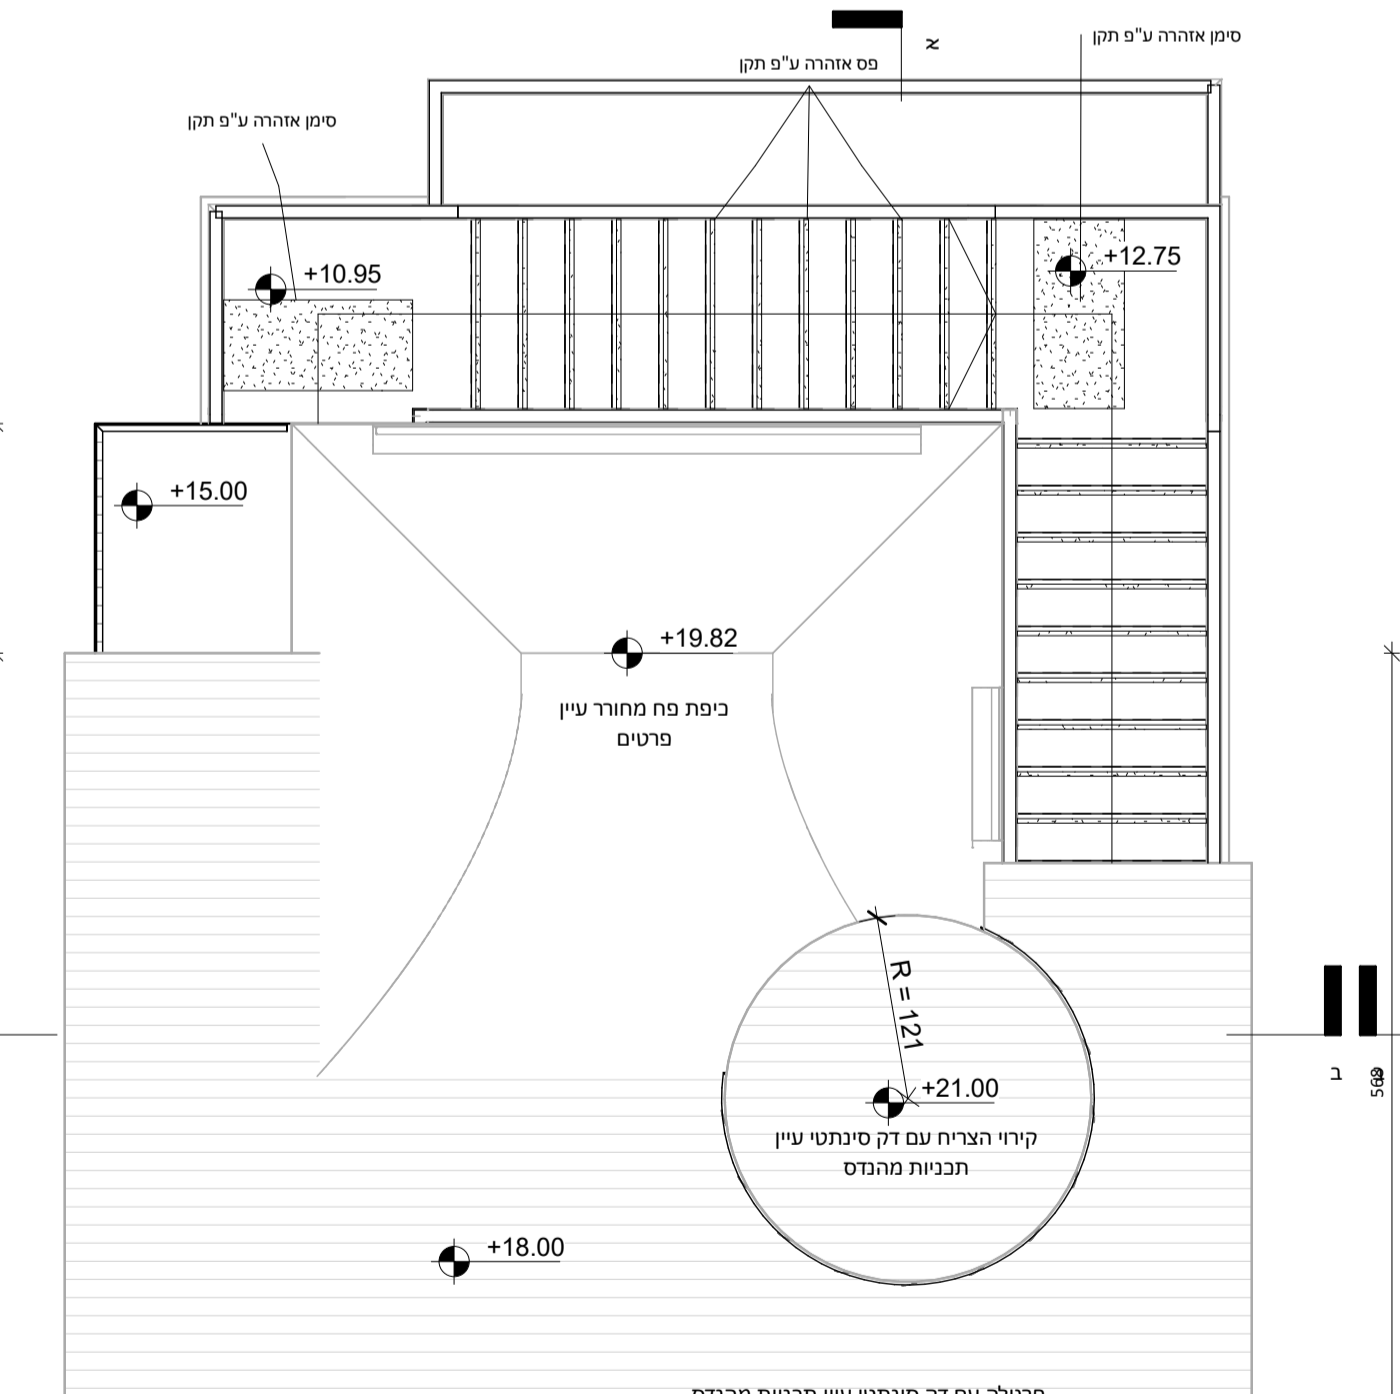 א
סימן אזהרה ע"פ תקן
פס אזהרה ע"פ תקן
סימן אזהרה ע"פ תקן
+12.75
+10.95
+15.00
+19.82
כיפת פח מחורר עיין
פרטים
R = 121
ב
+21.00
קירוי הצריח עם דק סינתטי עיין
תכניות מהנדס
+18.00